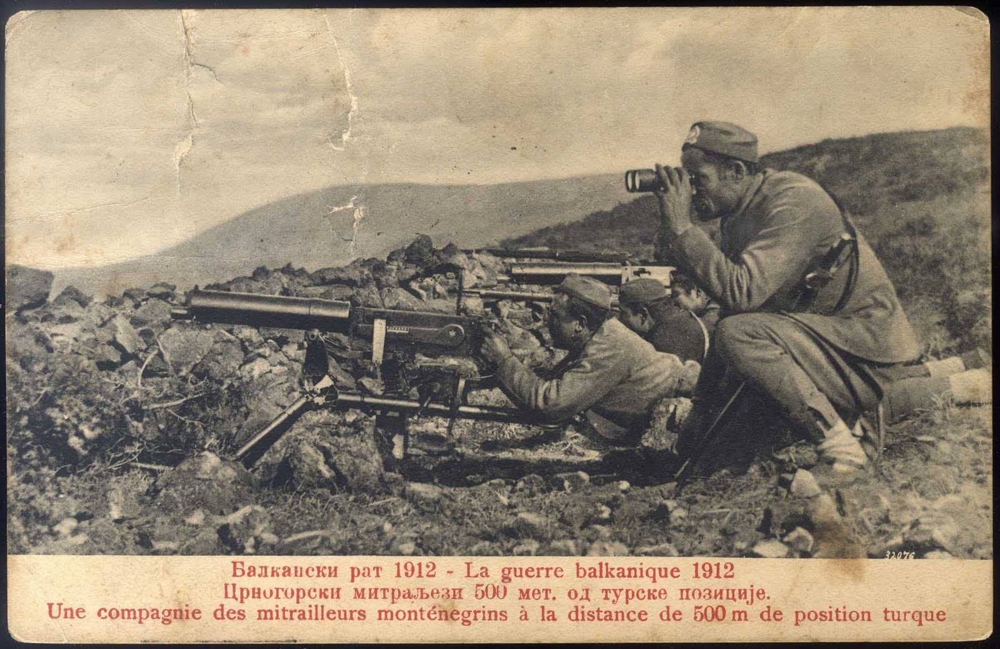 32076
Балкански рат 1912 - La guerre balkanique 1912
Црногорски митраљези 500 мет. од турске позиције.
Une compagnie des mitrailleurs monténégrins à la distance de 500 m de position turque